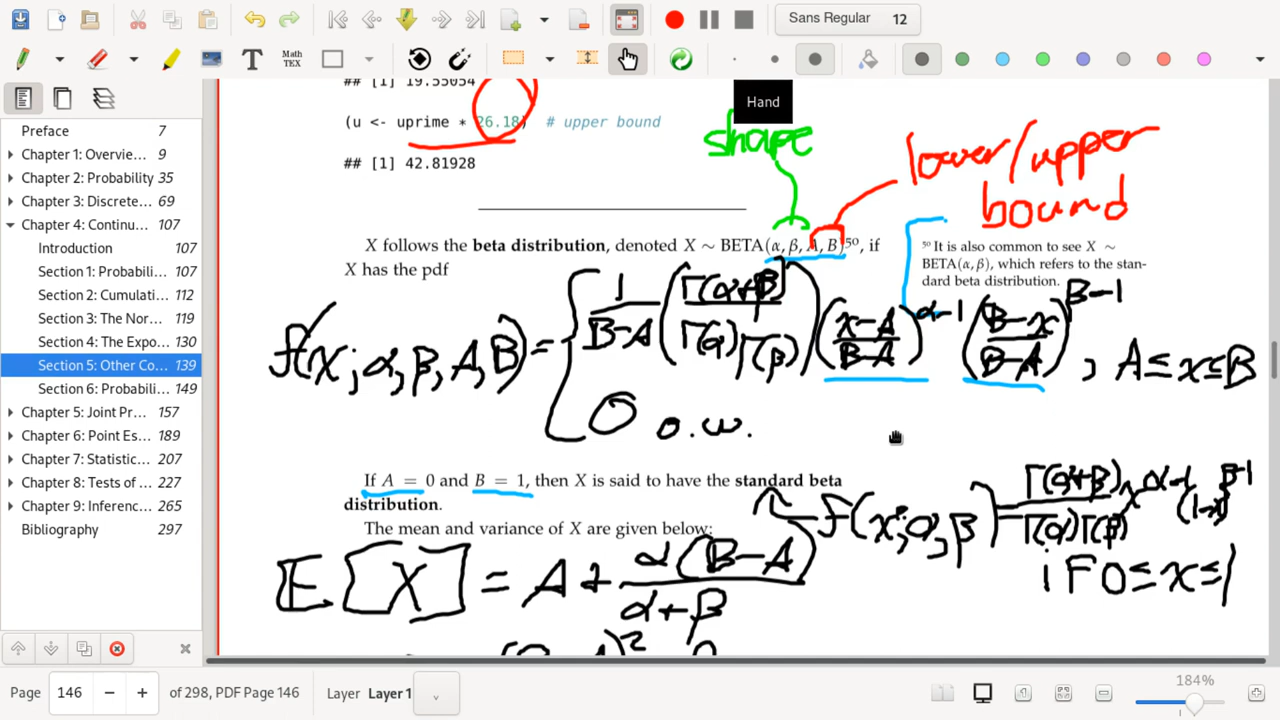 Sans Regular 12
Math
TEX
Preface 7
Chapter 1: Overvie... 9
Chapter 2: Probability 35
Chapter 3: Discrete... 69
Chapter 4: Continu... 107
Introduction 107
Section 1: Probabili... 107
Section 2: Cumulati... 112
Section 3: The Nor... 119
Section 4: The Expo... 130
Section 5: Other Co... 139
Section 6: Probabili... 149
Chapter 5: Joint Pr... 157
Chapter 6: Point Es... 189
Chapter 7: Statistic... 207
Chapter 8: Tests of ... 227
Chapter 9: Inferenc... 265
Bibliography 297
## [1] 19.55054
Hand
(u <- uprime * 26.18) # upper bound
## [1] 42.81928
shape
lower/upper
bound
X follows the beta distribution, denoted X ∼ BETA(α, β, A, B)⁵⁰, if
X has the pdf
⁵⁰ It is also common to see X ∼
BETA(α, β), which refers to the stan-
dard beta distribution.
f(x; α, β, A, B) = { 1/(B-A) (Γ(α+β)/(Γ(α)Γ(β))) ((x-A)/(B-A))^(α-1) ((B-x)/(B-A))^(β-1), A ≤ x ≤ B
0 o.w.
If A = 0 and B = 1, then X is said to have the standard beta
distribution.
f(x; α, β) = Γ(α+β)/(Γ(α)Γ(β)) x^(α-1) (1-x)^(β-1)
if 0 ≤ x ≤ 1
The mean and variance of X are given below:
E[X] = A + α(B-A)/(α+β)
Page 146 − + of 298, PDF Page 146 Layer Layer 1 184%